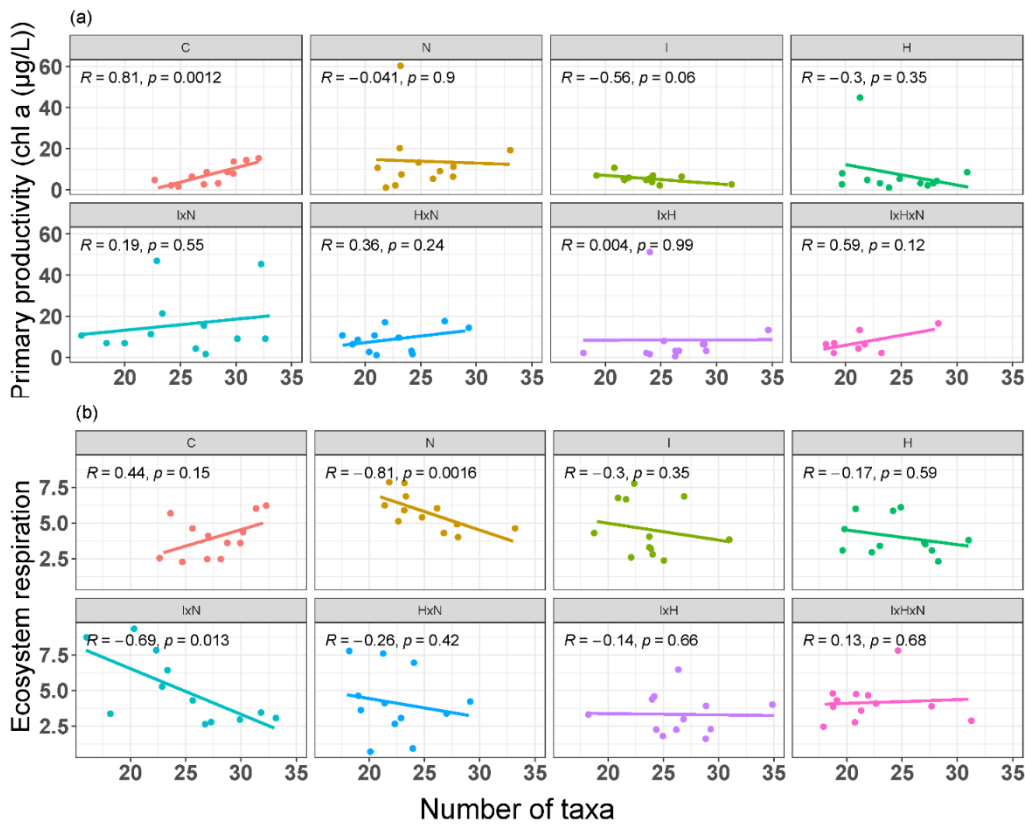 (a)
Primary productivity (chl a (µg/L))
C N I H
R = 0.81, p = 0.0012 R = −0.041, p = 0.9 R = −0.56, p = 0.06 R = −0.3, p = 0.35
60
40
20
0
IxN HxN IxH IxHxN
R = 0.19, p = 0.55 R = 0.36, p = 0.24 R = 0.004, p = 0.99 R = 0.59, p = 0.12
60
40
20
0
20 25 30 35 20 25 30 35 20 25 30 35 20 25 30 35
(b)
Ecosystem respiration
C N I H
R = 0.44, p = 0.15 R = −0.81, p = 0.0016 R = −0.3, p = 0.35 R = −0.17, p = 0.59
7.5
5.0
2.5
IxN HxN IxH IxHxN
R = −0.69, p = 0.013 R = −0.26, p = 0.42 R = −0.14, p = 0.66 R = 0.13, p = 0.68
7.5
5.0
2.5
20 25 30 35 20 25 30 35 20 25 30 35 20 25 30 35
Number of taxa